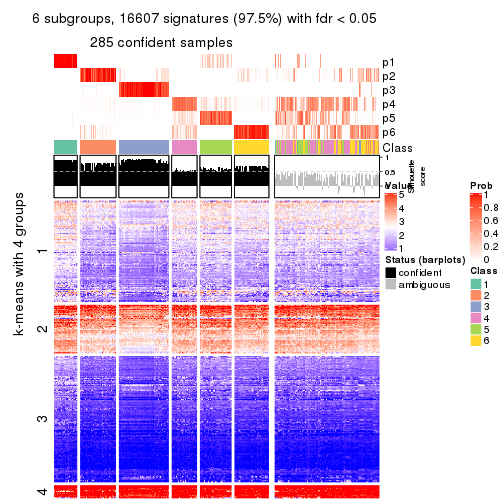 6 subgroups, 16607 signatures (97.5%) with fdr < 0.05
285 confident samples
p1
p2
p3
p4
p5
p6
Class
1
0.5
0
Silhouette
score
k-means with 4 groups
1
2
3
4
Value
5
4
3
2
1
Status (barplots)
confident
ambiguous
Prob
1
0.8
0.6
0.4
0.2
0
Class
1
2
3
4
5
6